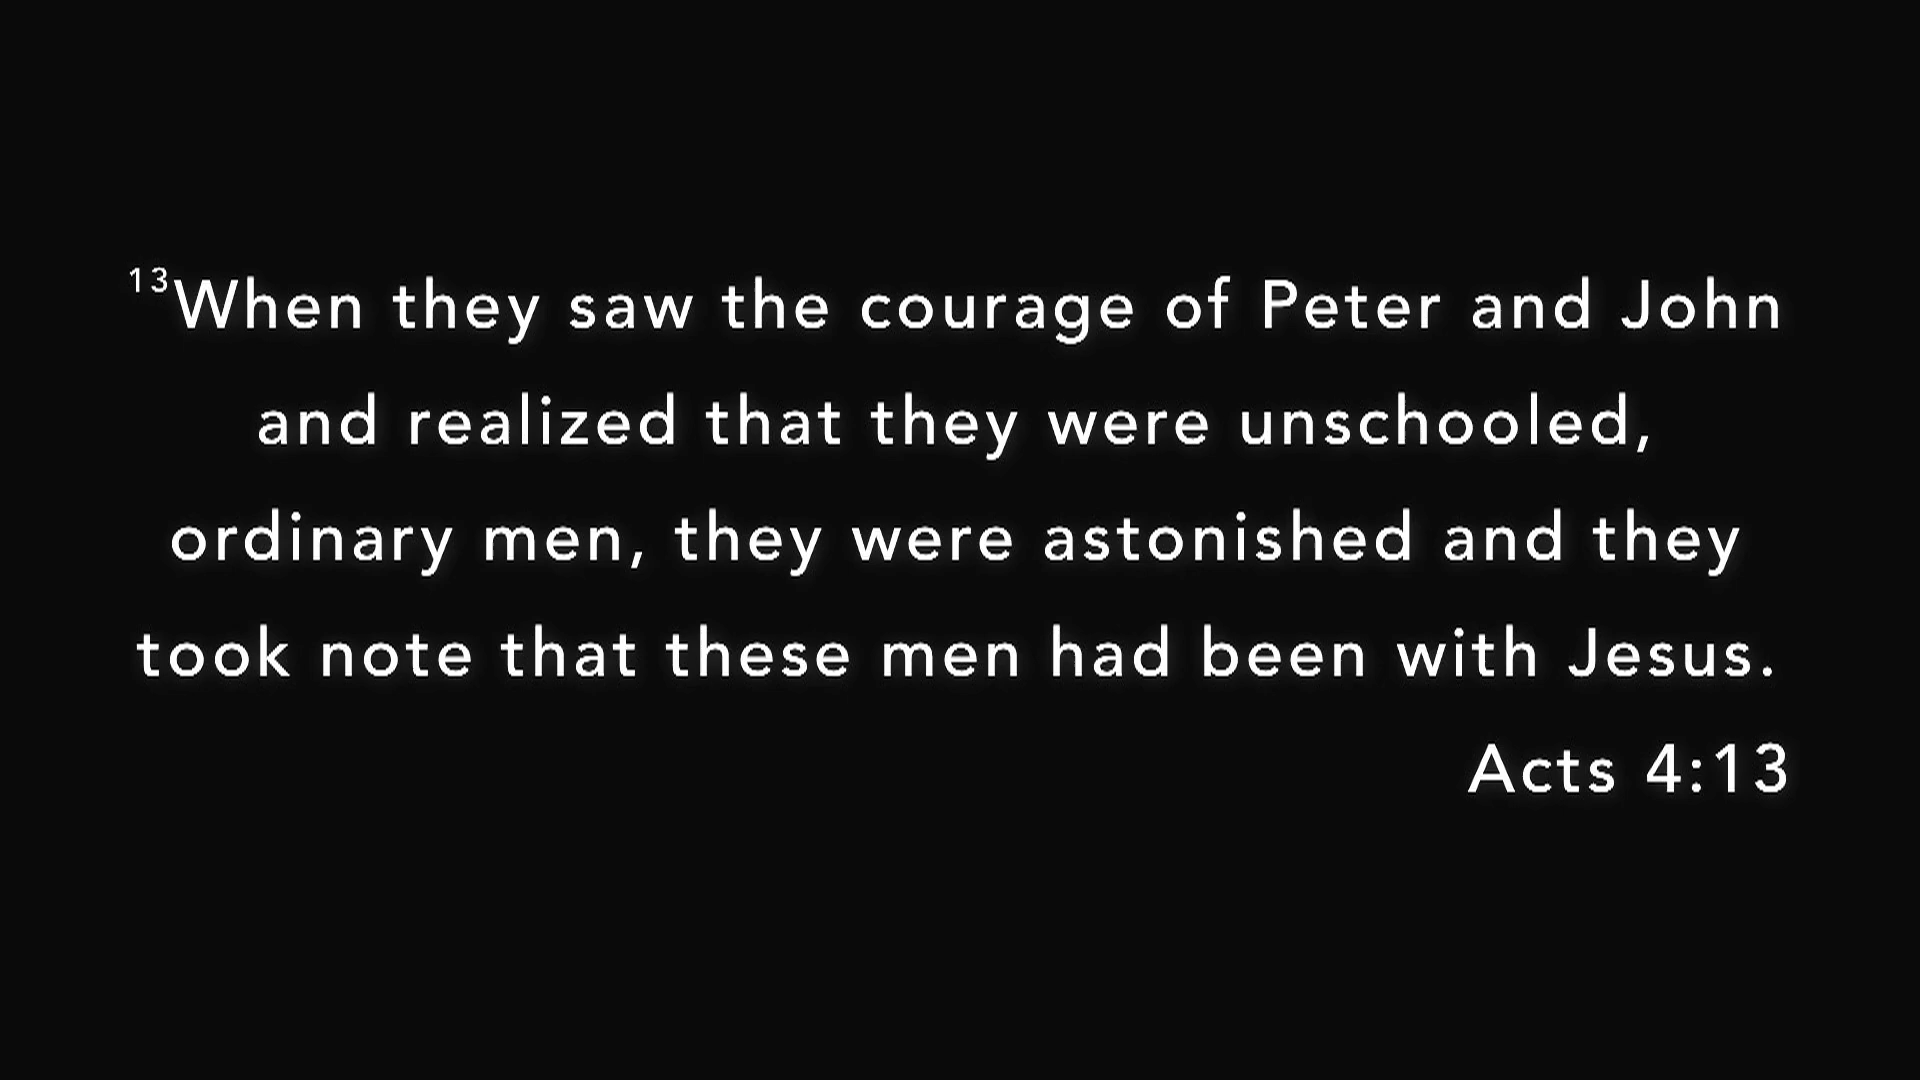 ¹³When they saw the courage of Peter and John
and realized that they were unschooled,
ordinary men, they were astonished and they
took note that these men had been with Jesus.
Acts 4:13